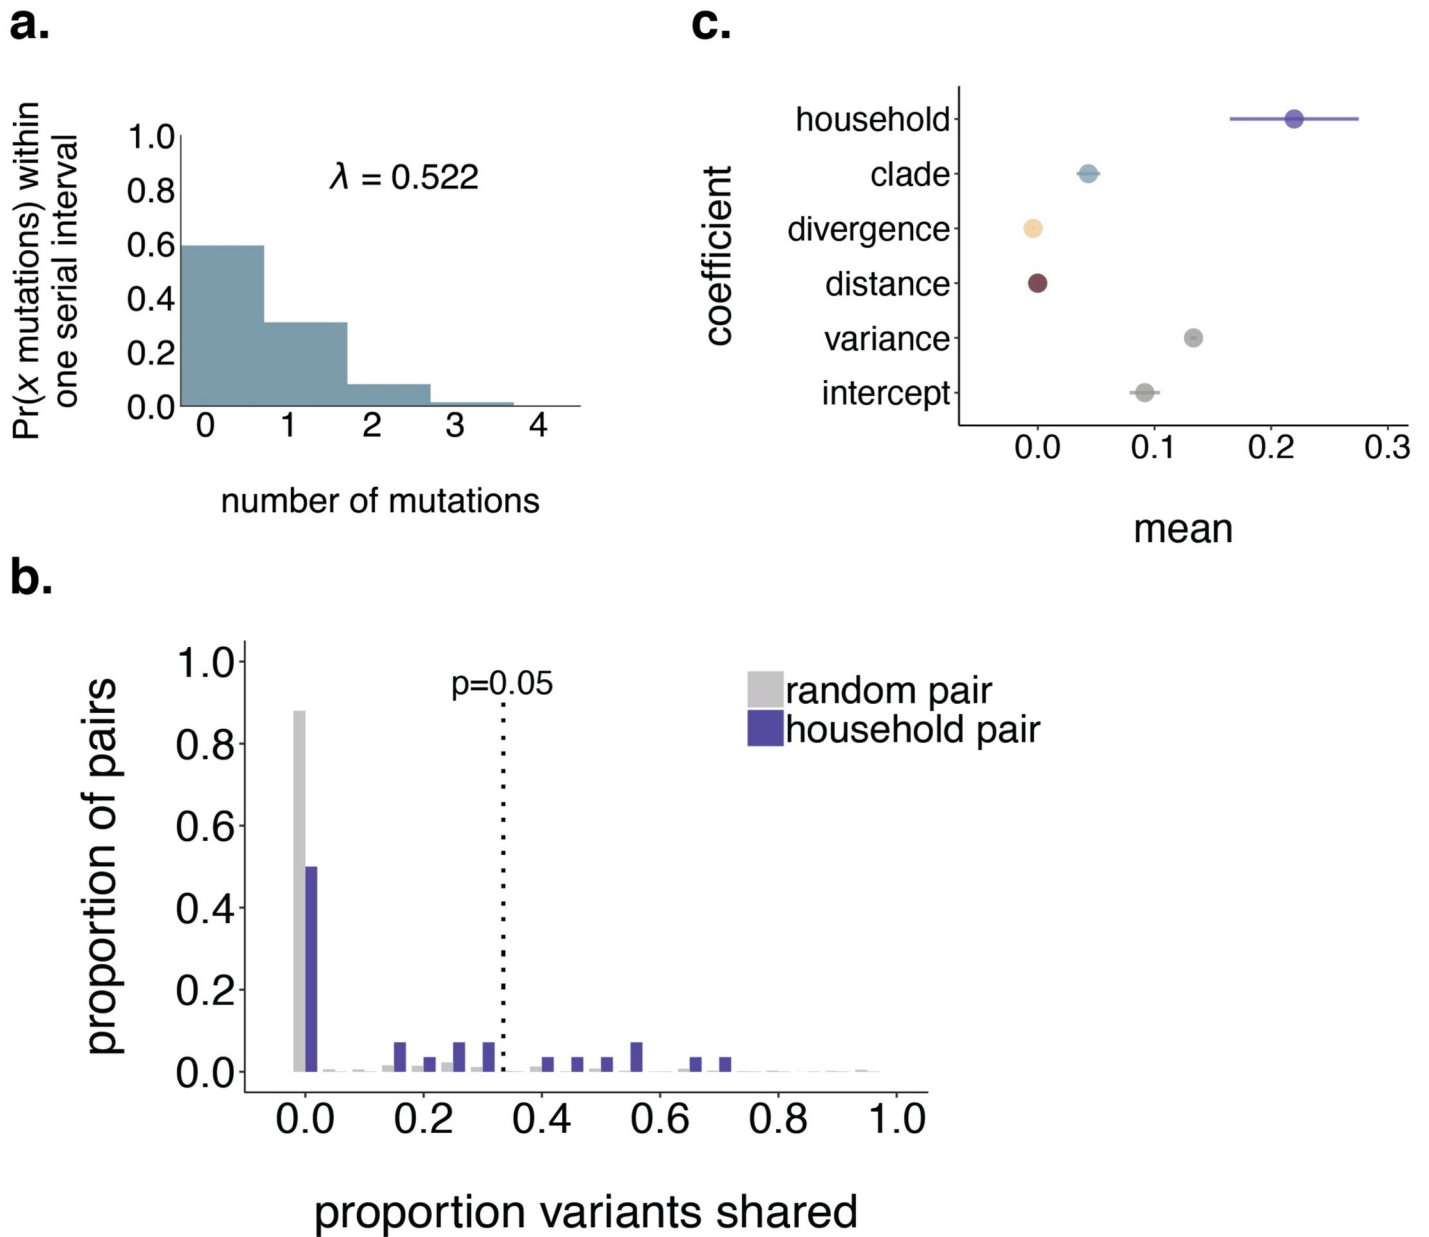 a.
Pr(x mutations) within
one serial interval
1.0
0.8
0.6
0.4
0.2
0.0
λ = 0.522
0 1 2 3 4
number of mutations
c.
coefficient
household
clade
divergence
distance
variance
intercept
0.0 0.1 0.2 0.3
mean
b.
proportion of pairs
1.0
0.8
0.6
0.4
0.2
0.0
p=0.05
random pair
household pair
0.0 0.2 0.4 0.6 0.8 1.0
proportion variants shared